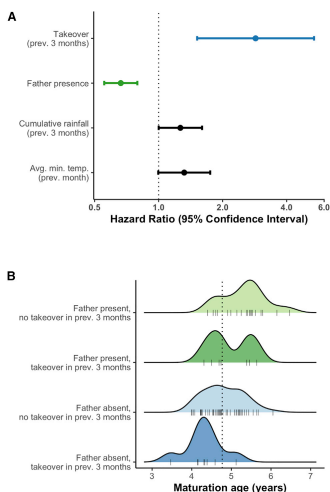 A
Takeover
(prev. 3 months)
Father presence
Cumulative rainfall
(prev. 3 months)
Avg. min. temp.
(prev. month)
0.5 1.0 2.0 4.0 6.0
Hazard Ratio (95% Confidence Interval)
B
Father present,
no takeover in prev. 3 months
Father present,
takeover in prev. 3 months
Father absent,
no takeover in prev. 3 months
Father absent,
takeover in prev. 3 months
3 4 5 6 7
Maturation age (years)